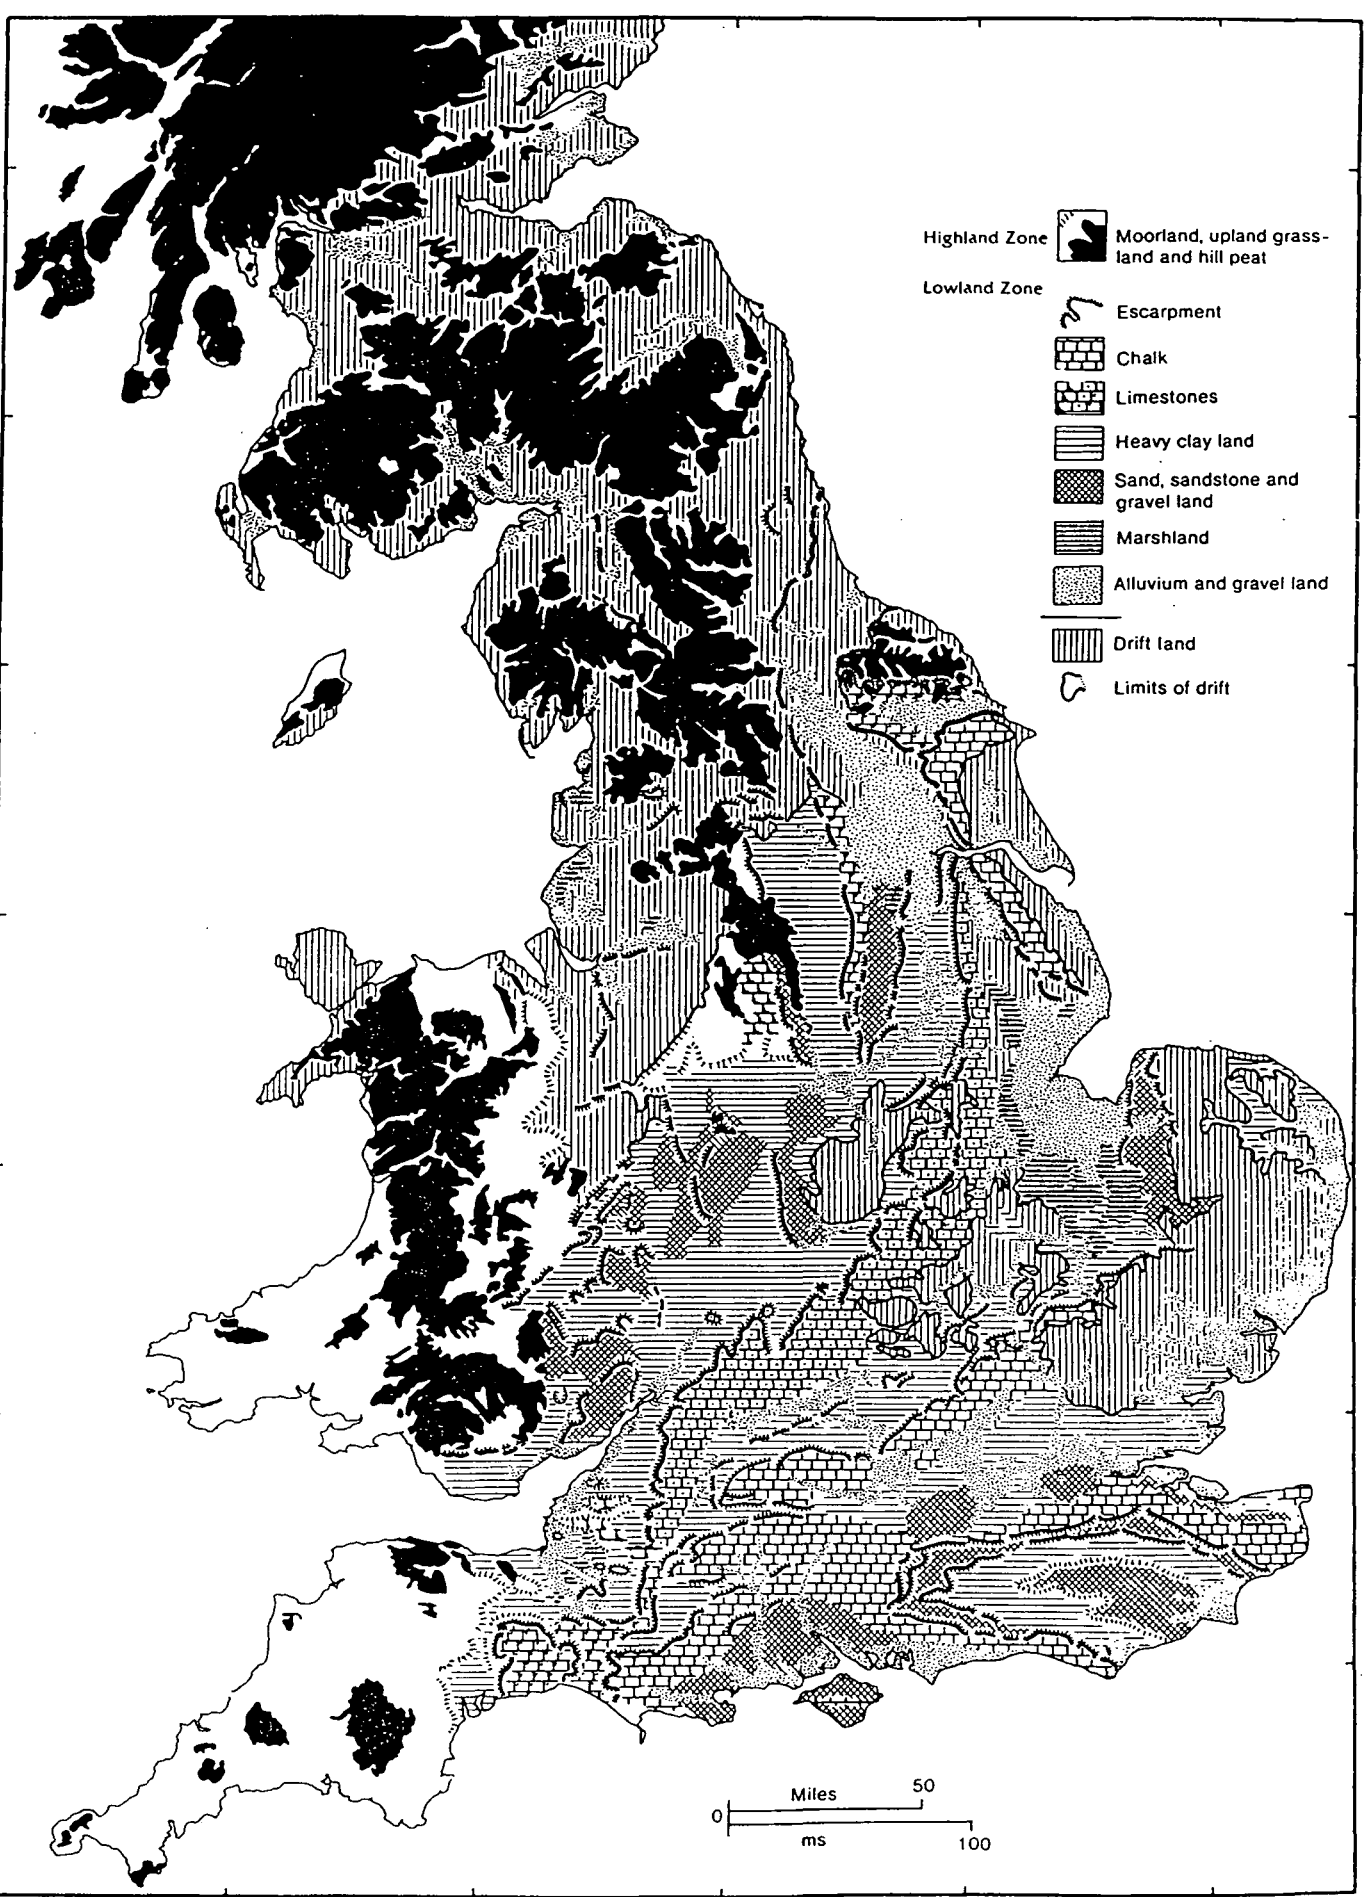 Highland Zone
Moorland, upland grass-
land and hill peat
Lowland Zone
Escarpment
Chalk
Limestones
Heavy clay land
Sand, sandstone and
gravel land
Marshland
Alluvium and gravel land
Drift land
Limits of drift
Miles
50
0
ms
100